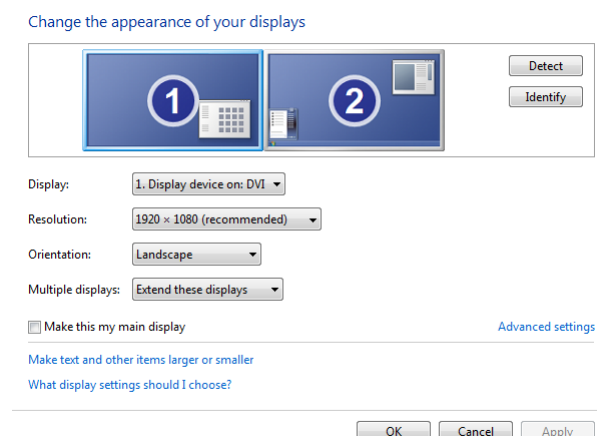 Change the appearance of your displays
1
2
Detect
Identify
Display: 1. Display device on: DVI
Resolution: 1920 × 1080 (recommended)
Orientation: Landscape
Multiple displays: Extend these displays
Make this my main display
Advanced settings
Make text and other items larger or smaller
What display settings should I choose?
OK Cancel Apply